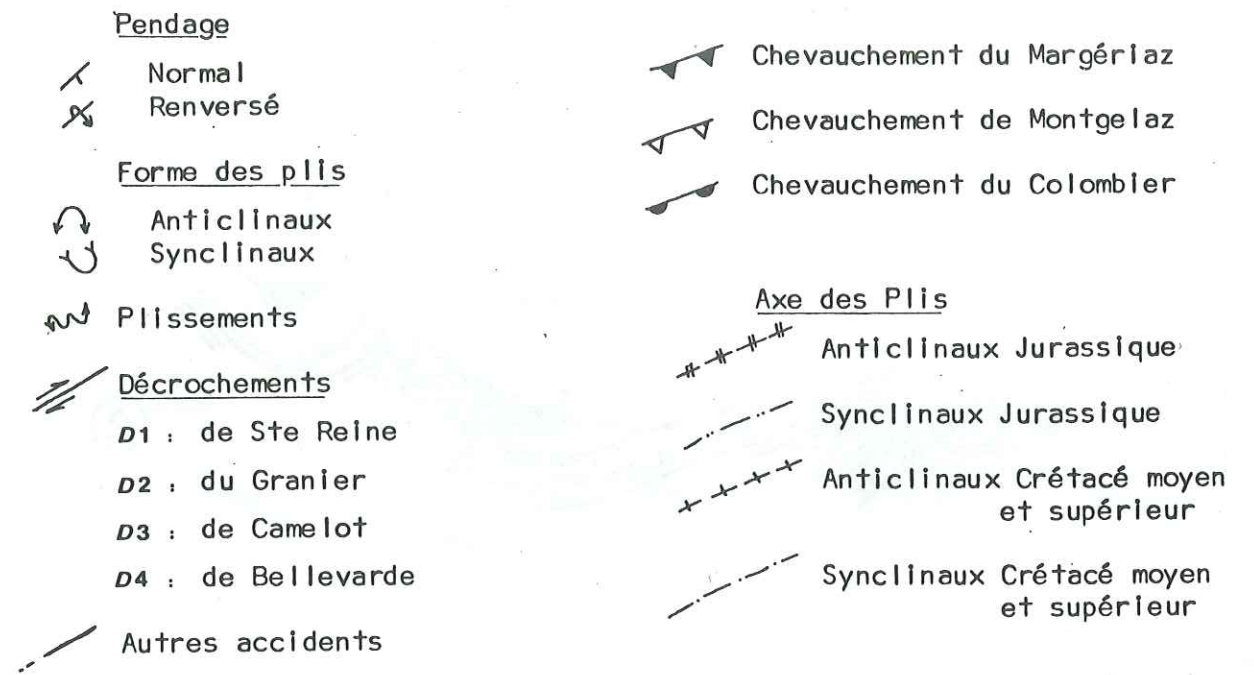 Pendage
Normal
Renversé
Forme des plis
Anticlinaux
Synclinaux
Plissements
Décrochements
D1 : de Ste Reine
D2 : du Granier
D3 : de Camelot
D4 : de Bellevarde
Autres accidents
Chevauchement du Margériaz
Chevauchement de Montgelaz
Chevauchement du Colombier
Axe des Plis
Anticlinaux Jurassique
Synclinaux Jurassique
Anticlinaux Crétacé moyen
et supérieur
Synclinaux Crétacé moyen
et supérieur